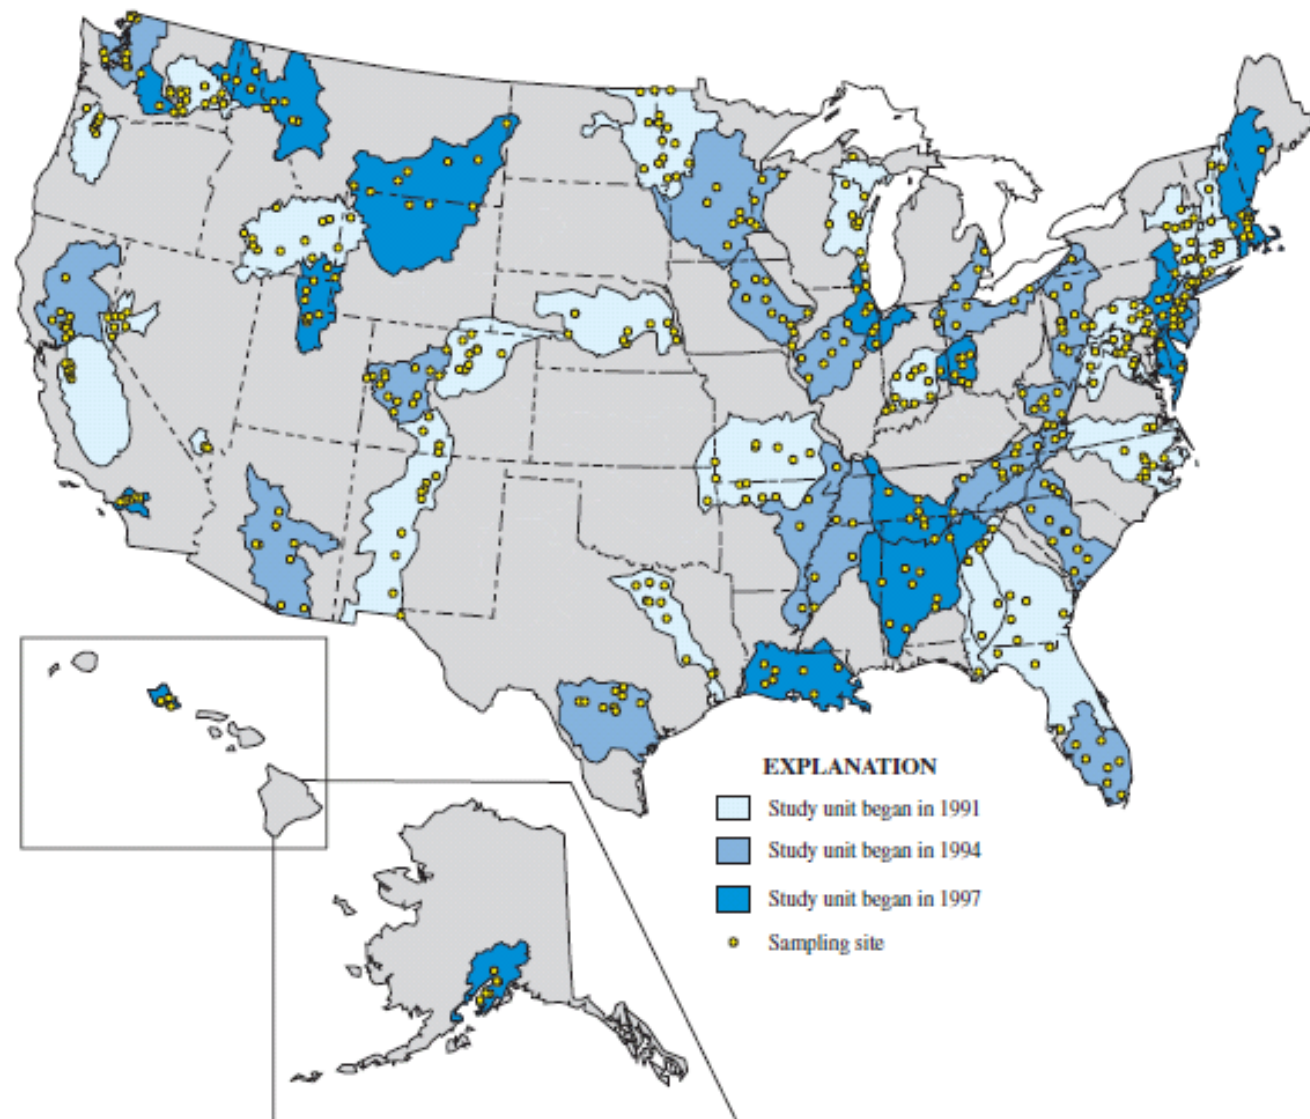 EXPLANATION
Study unit began in 1991
Study unit began in 1994
Study unit began in 1997
Sampling site